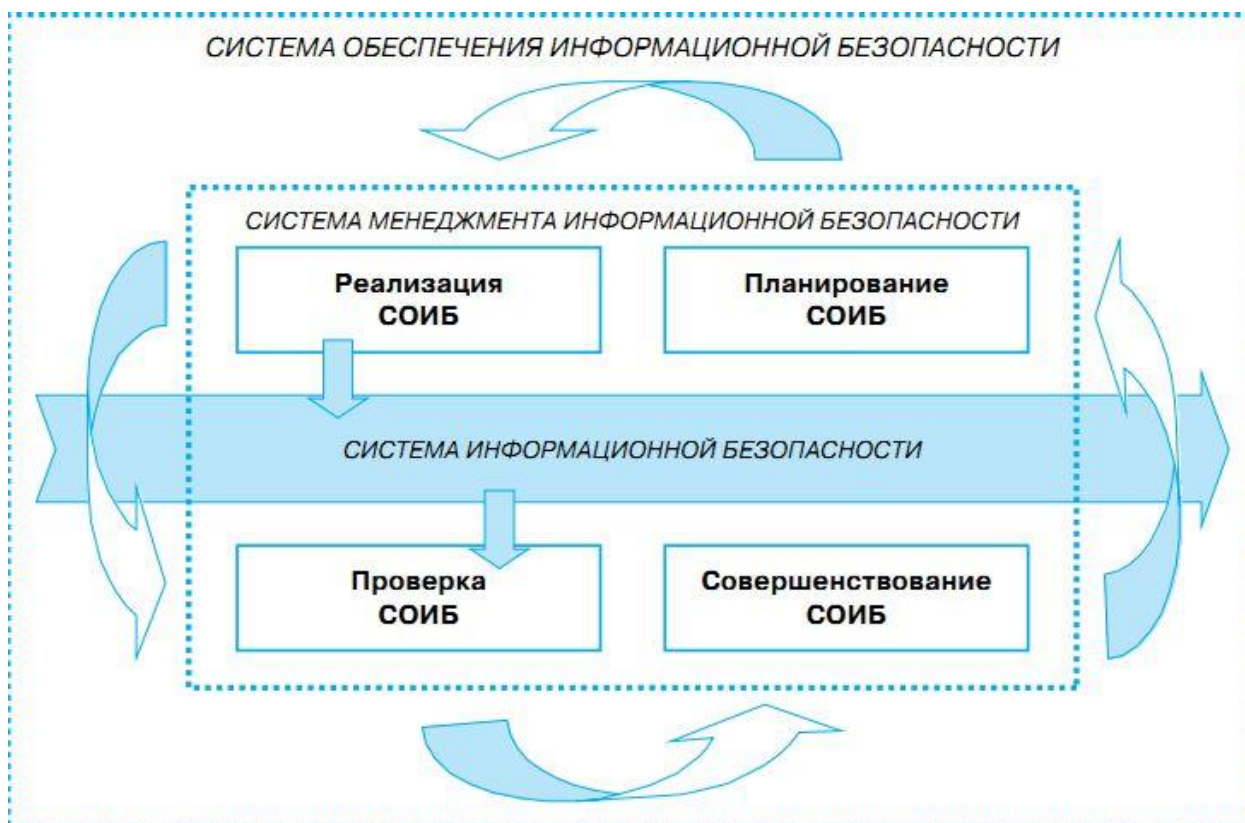 СИСТЕМА ОБЕСПЕЧЕНИЯ ИНФОРМАЦИОННОЙ БЕЗОПАСНОСТИ
СИСТЕМА МЕНЕДЖМЕНТА ИНФОРМАЦИОННОЙ БЕЗОПАСНОСТИ
Реализация
СОИБ
Планирование
СОИБ
СИСТЕМА ИНФОРМАЦИОННОЙ БЕЗОПАСНОСТИ
Проверка
СОИБ
Совершенствование
СОИБ